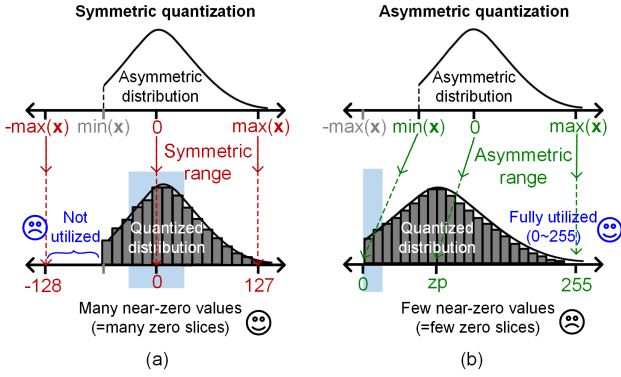 Symmetric quantization
Asymmetric
distribution
-max(x)
min(x)
0
max(x)
Symmetric
range
Not
utilized
Quantized
distribution
-128
0
127
Many near-zero values
(=many zero slices)
(a)
Asymmetric quantization
Asymmetric
distribution
-max(x)
min(x)
0
max(x)
Asymmetric
range
Fully utilized
(0~255)
Quantized
distribution
0
zp
255
Few near-zero values
(=few zero slices)
(b)